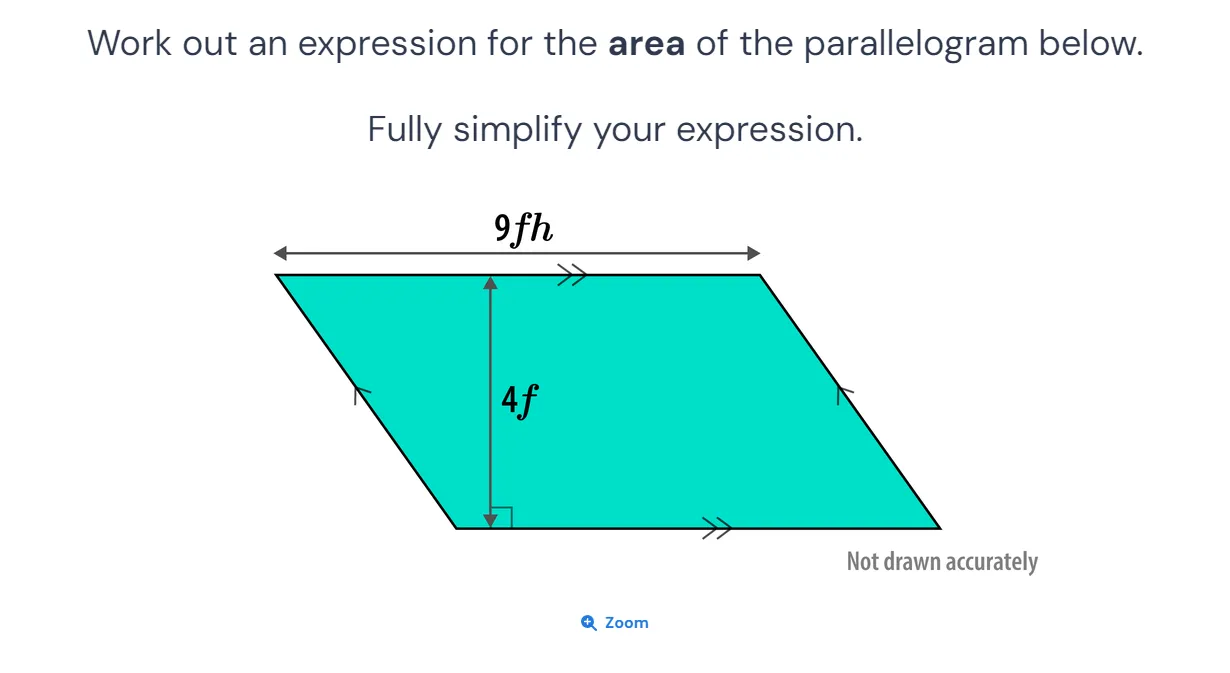 Work out an expression for the area of the parallelogram below.
Fully simplify your expression.
9fh
4f
Not drawn accurately
Zoom